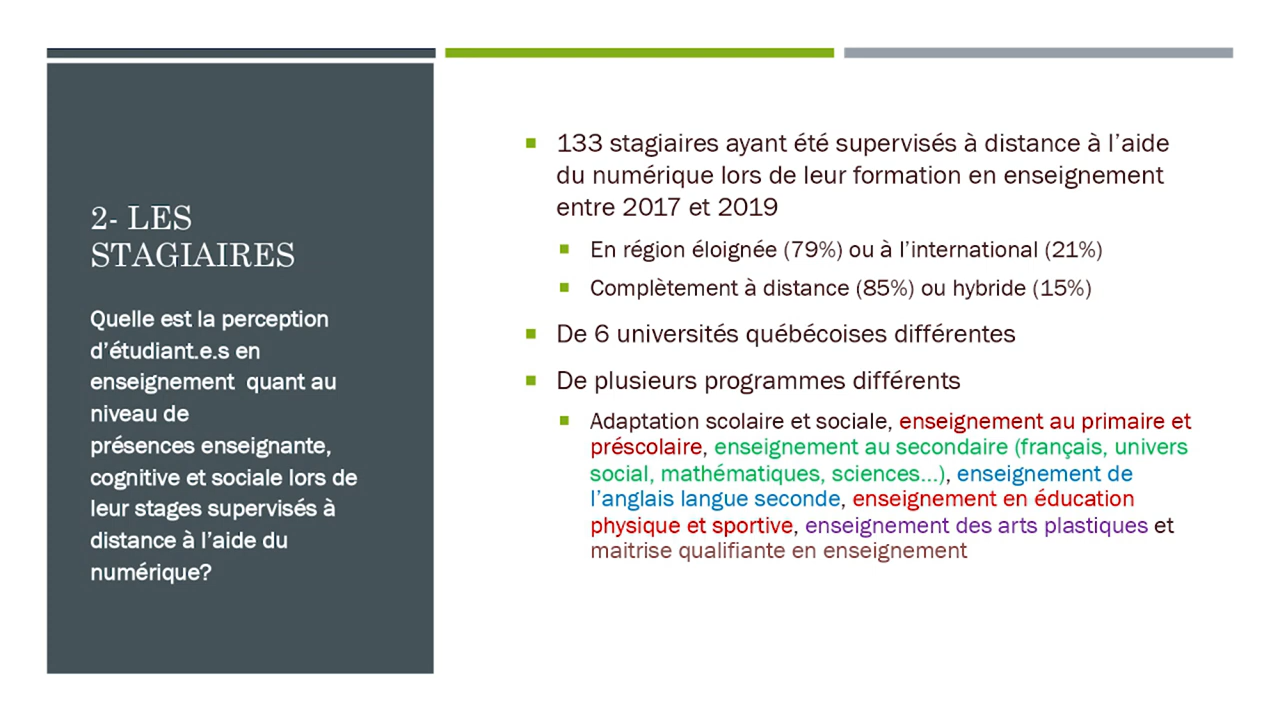 2- LES
STAGIAIRES
Quelle est la perception
d’étudiant.e.s en
enseignement  quant au
niveau de
présences enseignante,
cognitive et sociale lors de
leur stages supervisés à
distance à l’aide du
numérique?
133 stagiaires ayant été supervisés à distance à l’aide
du numérique lors de leur formation en enseignement
entre 2017 et 2019
En région éloignée (79%) ou à l’international (21%)
Complètement à distance (85%) ou hybride (15%)
De 6 universités québécoises différentes
De plusieurs programmes différents
Adaptation scolaire et sociale, enseignement au primaire et
préscolaire, enseignement au secondaire (français, univers
social, mathématiques, sciences…), enseignement de
l’anglais langue seconde, enseignement en éducation
physique et sportive, enseignement des arts plastiques et
maitrise qualifiante en enseignement